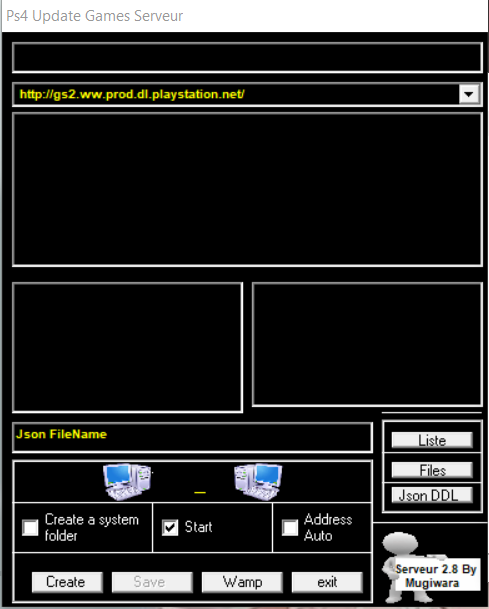 Ps4 Update Games Serveur
http://gs2.ww.prod.dl.playstation.net/
Json FileName
Liste
Files
Json DDL
_
Create a system
folder
Start
Address
Auto
Create
Save
Wamp
exit
Serveur 2.8 By
Mugiwara